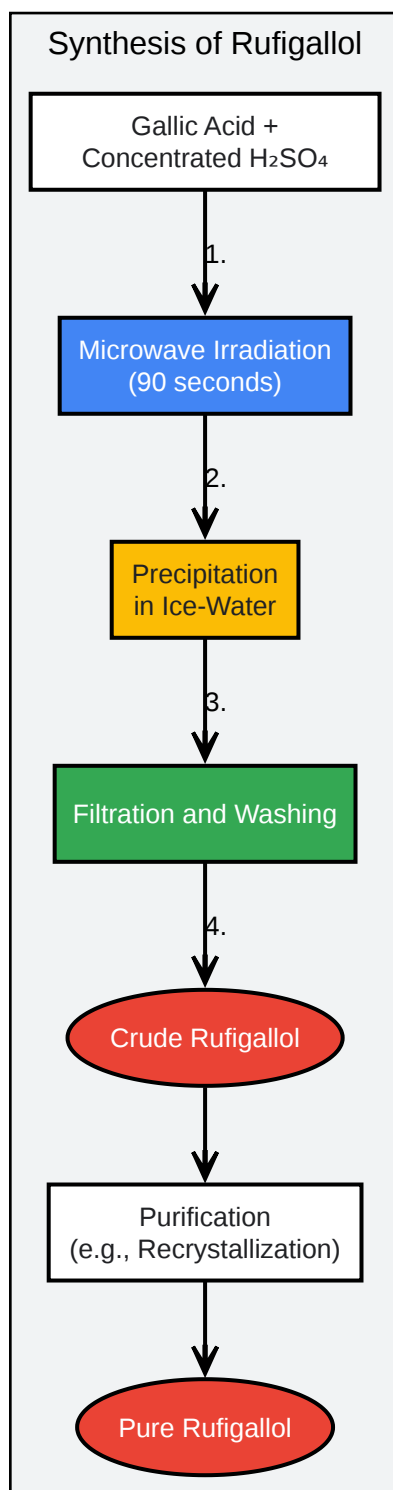 Synthesis of Rufigallol
Gallic Acid +
Concentrated H₂SO₄
1.
Microwave Irradiation
(90 seconds)
2.
Precipitation
in Ice-Water
3.
Filtration and Washing
4.
Crude Rufigallol
Purification
(e.g., Recrystallization)
Pure Rufigallol